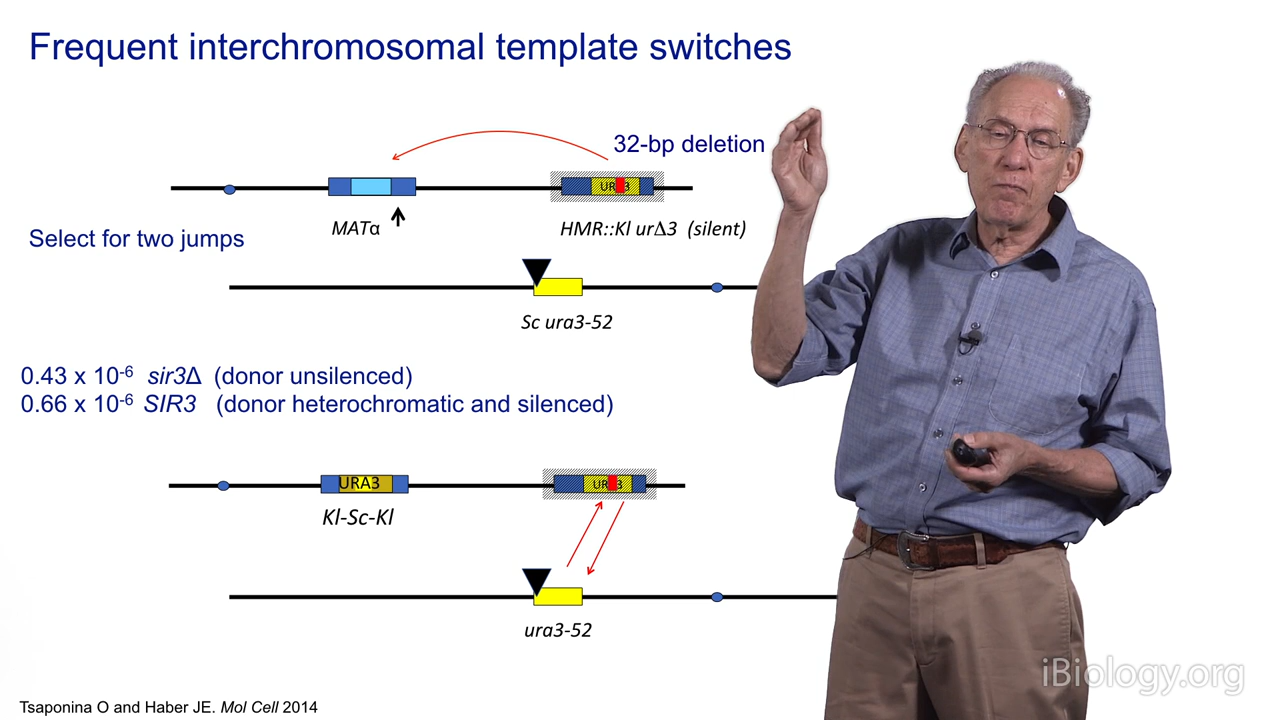 Frequent interchromosomal template switches
32-bp deletion
URA3
MATα
HMR::Kl urΔ3 (silent)
Select for two jumps
Sc ura3-52
0.43 x 10-6 sir3Δ (donor unsilenced)
0.66 x 10-6 SIR3 (donor heterochromatic and silenced)
URA3
URA3
Kl-Sc-Kl
ura3-52
iBiology.org
Tsaponina O and Haber JE. Mol Cell 2014